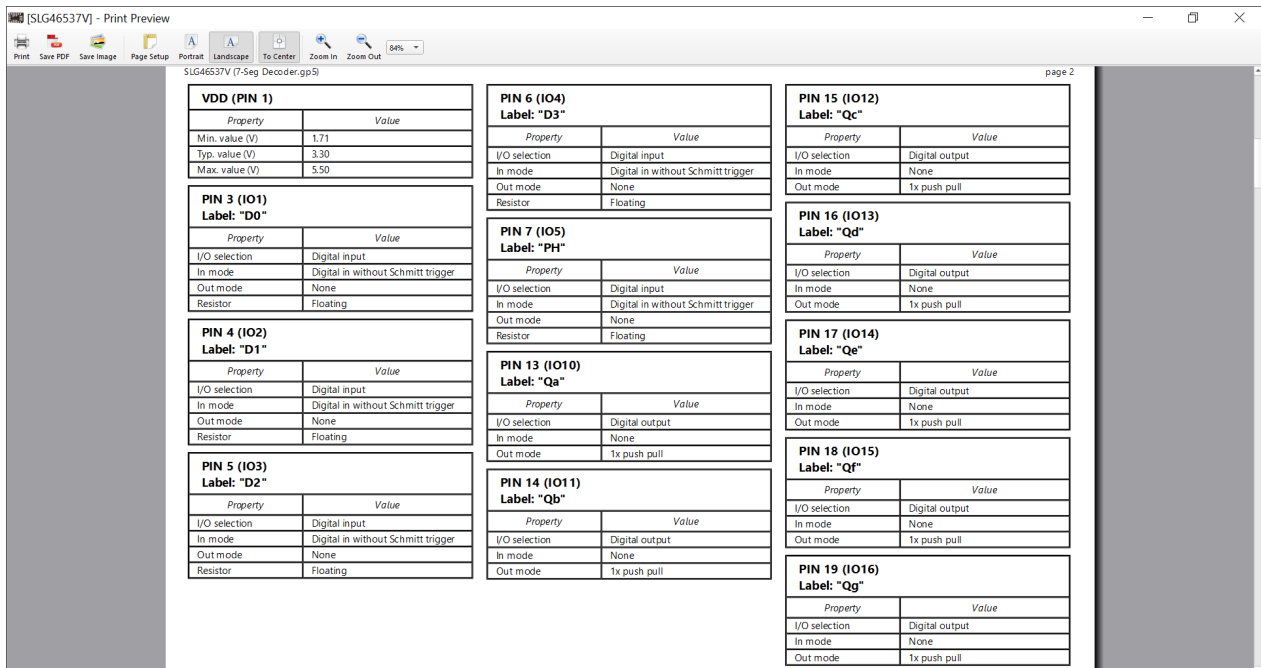 [SLG46537V] - Print Preview
Print Save PDF Save Image Page Setup Portrait Landscape To Center Zoom In Zoom Out 84%
SLG46537V (7-Seg Decoder.gp5) page 2
VDD (PIN 1)
Property Value
Min. value (V) 1.71
Typ. value (V) 3.30
Max. value (V) 5.50
PIN 3 (IO1)
Label: "D0"
Property Value
I/O selection Digital input
In mode Digital in without Schmitt trigger
Out mode None
Resistor Floating
PIN 4 (IO2)
Label: "D1"
Property Value
I/O selection Digital input
In mode Digital in without Schmitt trigger
Out mode None
Resistor Floating
PIN 5 (IO3)
Label: "D2"
Property Value
I/O selection Digital input
In mode Digital in without Schmitt trigger
Out mode None
Resistor Floating
PIN 6 (IO4)
Label: "D3"
Property Value
I/O selection Digital input
In mode Digital in without Schmitt trigger
Out mode None
Resistor Floating
PIN 7 (IO5)
Label: "PH"
Property Value
I/O selection Digital input
In mode Digital in without Schmitt trigger
Out mode None
Resistor Floating
PIN 13 (IO10)
Label: "Qa"
Property Value
I/O selection Digital output
In mode None
Out mode 1x push pull
PIN 14 (IO11)
Label: "Qb"
Property Value
I/O selection Digital output
In mode None
Out mode 1x push pull
PIN 15 (IO12)
Label: "Qc"
Property Value
I/O selection Digital output
In mode None
Out mode 1x push pull
PIN 16 (IO13)
Label: "Qd"
Property Value
I/O selection Digital output
In mode None
Out mode 1x push pull
PIN 17 (IO14)
Label: "Qe"
Property Value
I/O selection Digital output
In mode None
Out mode 1x push pull
PIN 18 (IO15)
Label: "Qf"
Property Value
I/O selection Digital output
In mode None
Out mode 1x push pull
PIN 19 (IO16)
Label: "Qg"
Property Value
I/O selection Digital output
In mode None
Out mode 1x push pull